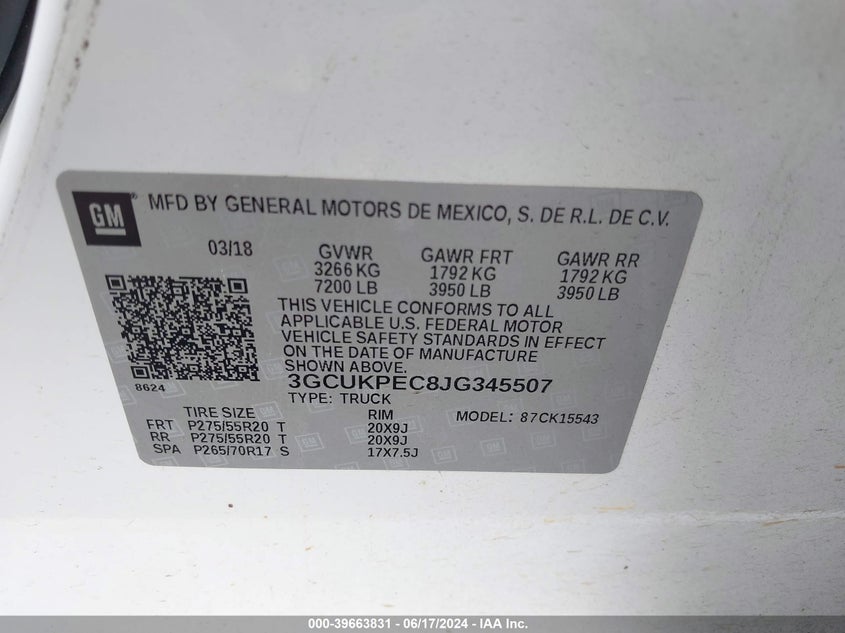 GM ® MFD BY GENERAL MOTORS DE MEXICO, S. DE R.L. DE C.V.
03/18 GVWR GAWR FRT GAWR RR
3266 KG 1792 KG 1792 KG
7200 LB 3950 LB 3950 LB
THIS VEHICLE CONFORMS TO ALL
APPLICABLE U.S. FEDERAL MOTOR
VEHICLE SAFETY STANDARDS IN EFFECT
ON THE DATE OF MANUFACTURE
SHOWN ABOVE.
8624 3GCUKPEC8JG345507
TYPE: TRUCK MODEL: 87CK15543
TIRE SIZE RIM
FRT P275/55R20 T 20X9J
RR P275/55R20 T 20X9J
SPA P265/70R17 S 17X7.5J
000-39663831 - 06/17/2024 - IAA Inc.